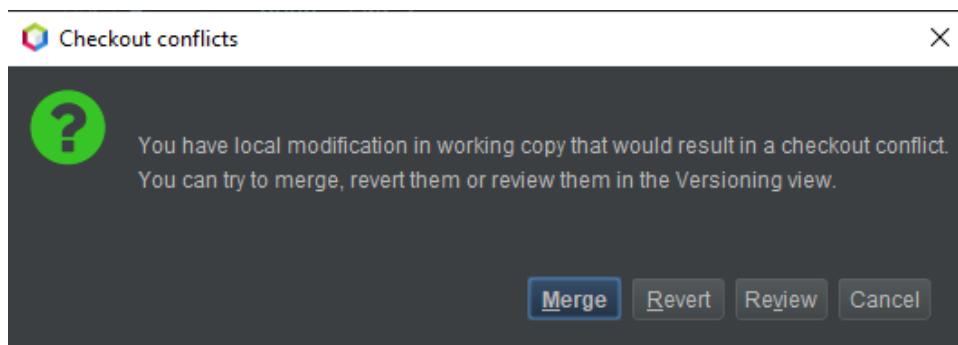 Checkout conflicts
You have local modification in working copy that would result in a checkout conflict.
You can try to merge, revert them or review them in the Versioning view.
Merge Revert Review Cancel